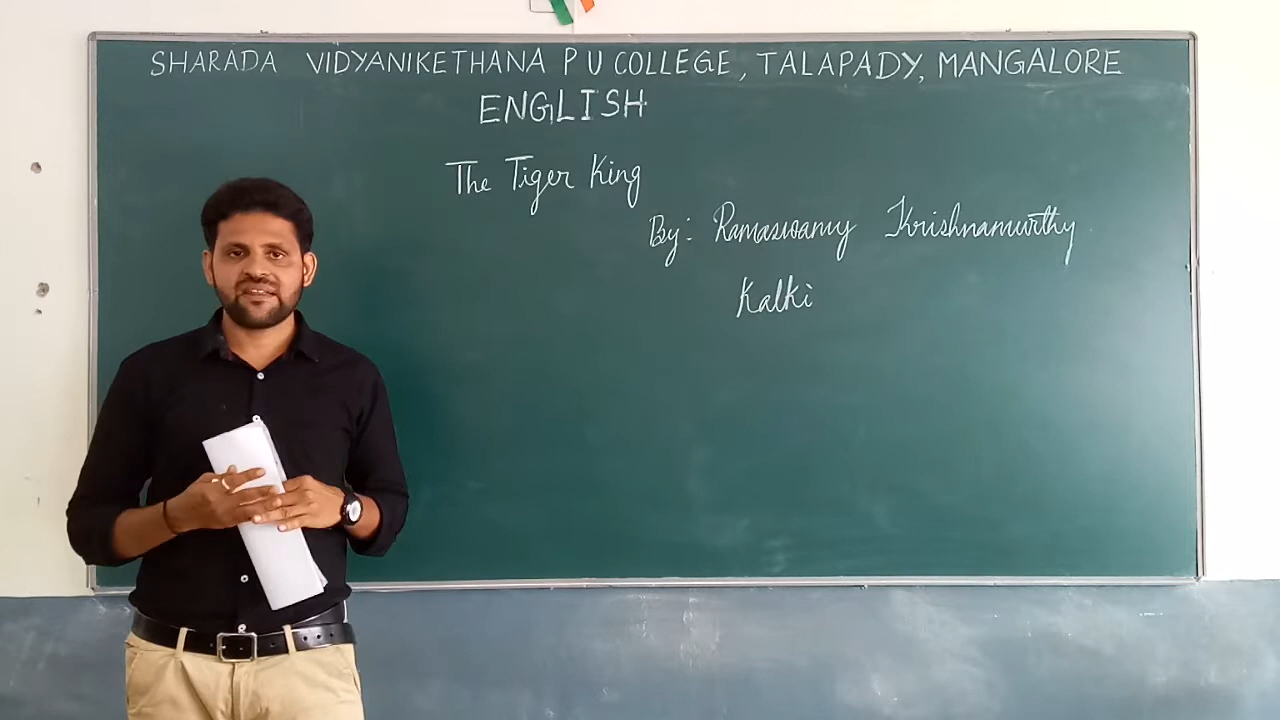 SHARADA VIDYANIKETHANA P U COLLEGE, TALAPADY, MANGALORE
ENGLISH
The Tiger King
By: Ramaswamy Krishnamurthy
Kalki